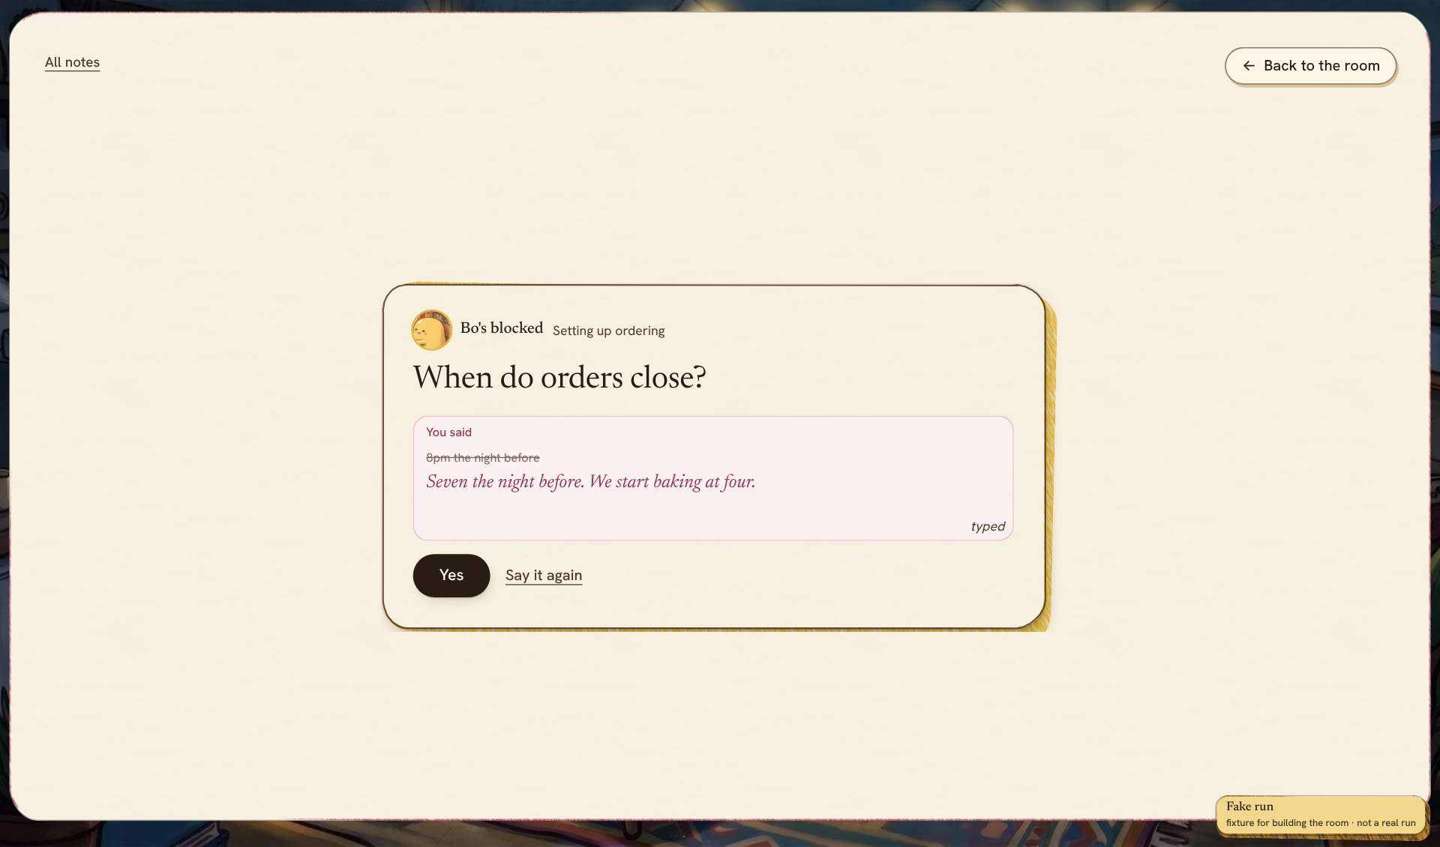 All notes
← Back to the room
Bo's blocked Setting up ordering
When do orders close?
You said
8pm the night before
Seven the night before. We start baking at four.
typed
Yes Say it again
Fake run
fixture for building the room · not a real run